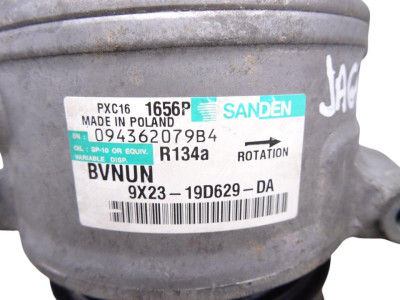 PXC16 1656P SANDEN
MADE IN POLAND
SN: 094362079B4
OIL: SP-10 OR EQUIV.
VARIABLE DISP. R134a ROTATION
BVNUN
9X23-19D629-DA
JAG